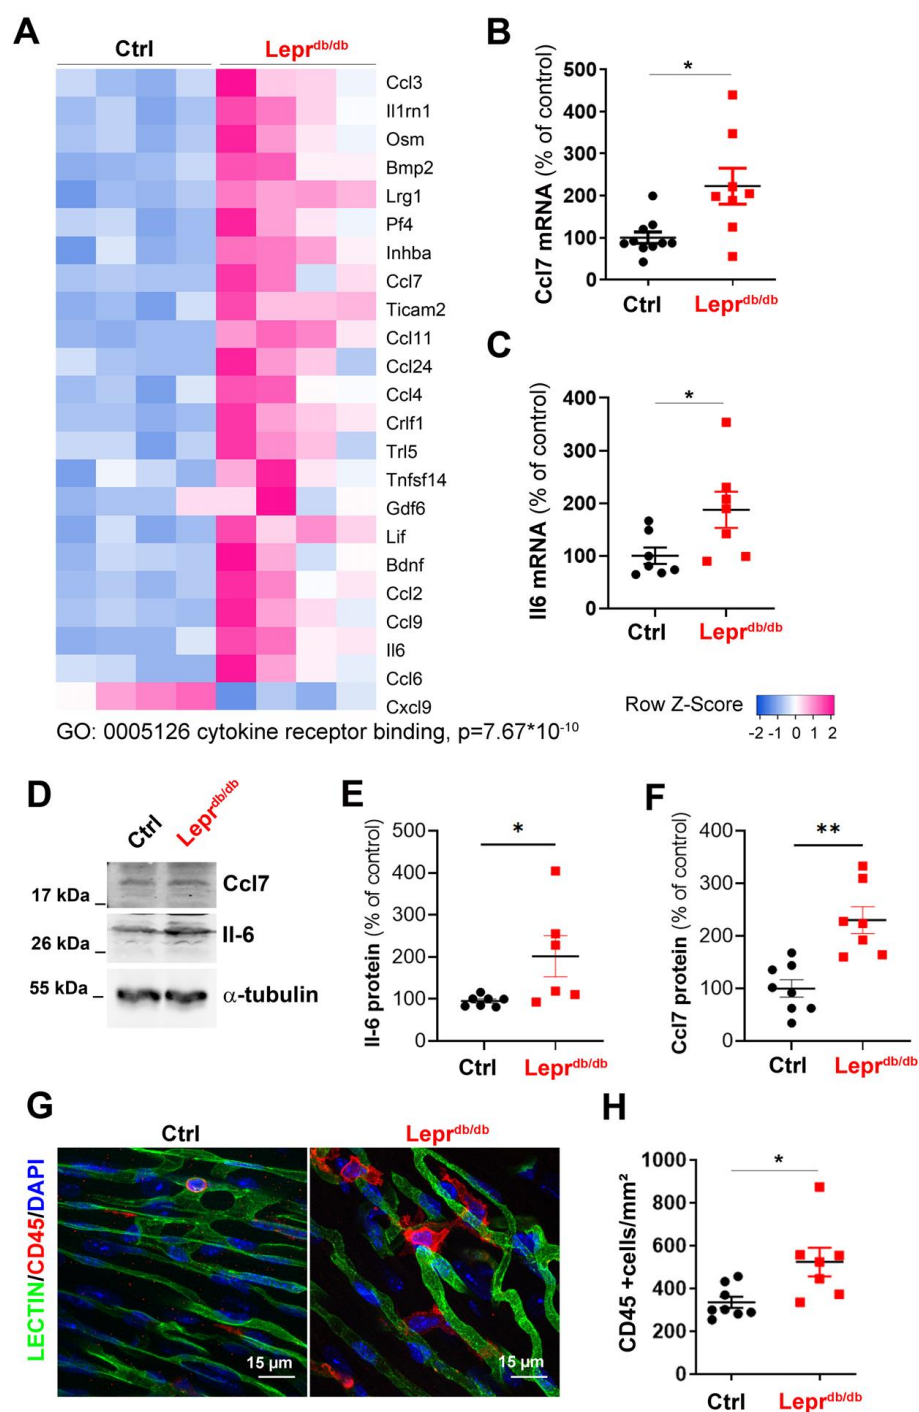 A
Ctrl
Lepr^db/db
Ccl3
Il1rn1
Osm
Bmp2
Lrg1
Pf4
Inhba
Ccl7
Ticam2
Ccl11
Ccl24
Ccl4
Crlf1
Trl5
Tnfsf14
Gdf6
Lif
Bdnf
Ccl2
Ccl9
Il6
Ccl6
Cxcl9
GO: 0005126 cytokine receptor binding, p=7.67*10^-10
B
Ccl7 mRNA (% of control)
500
400
300
200
100
0
*
Ctrl
Lepr^db/db
C
Il6 mRNA (% of control)
400
300
200
100
0
*
Ctrl
Lepr^db/db
Row Z-Score
-2 -1 0 1 2
D
Ctrl
Lepr^db/db
17 kDa
Ccl7
26 kDa
Il-6
55 kDa
α-tubulin
E
Il-6 protein (% of control)
500
400
300
200
100
0
*
Ctrl
Lepr^db/db
F
Ccl7 protein (% of control)
400
300
200
100
0
**
Ctrl
Lepr^db/db
G
LECTIN/CD45/DAPI
Ctrl
15 µm
Lepr^db/db
15 µm
H
CD45 +cells/mm²
1000
800
600
400
200
0
*
Ctrl
Lepr^db/db